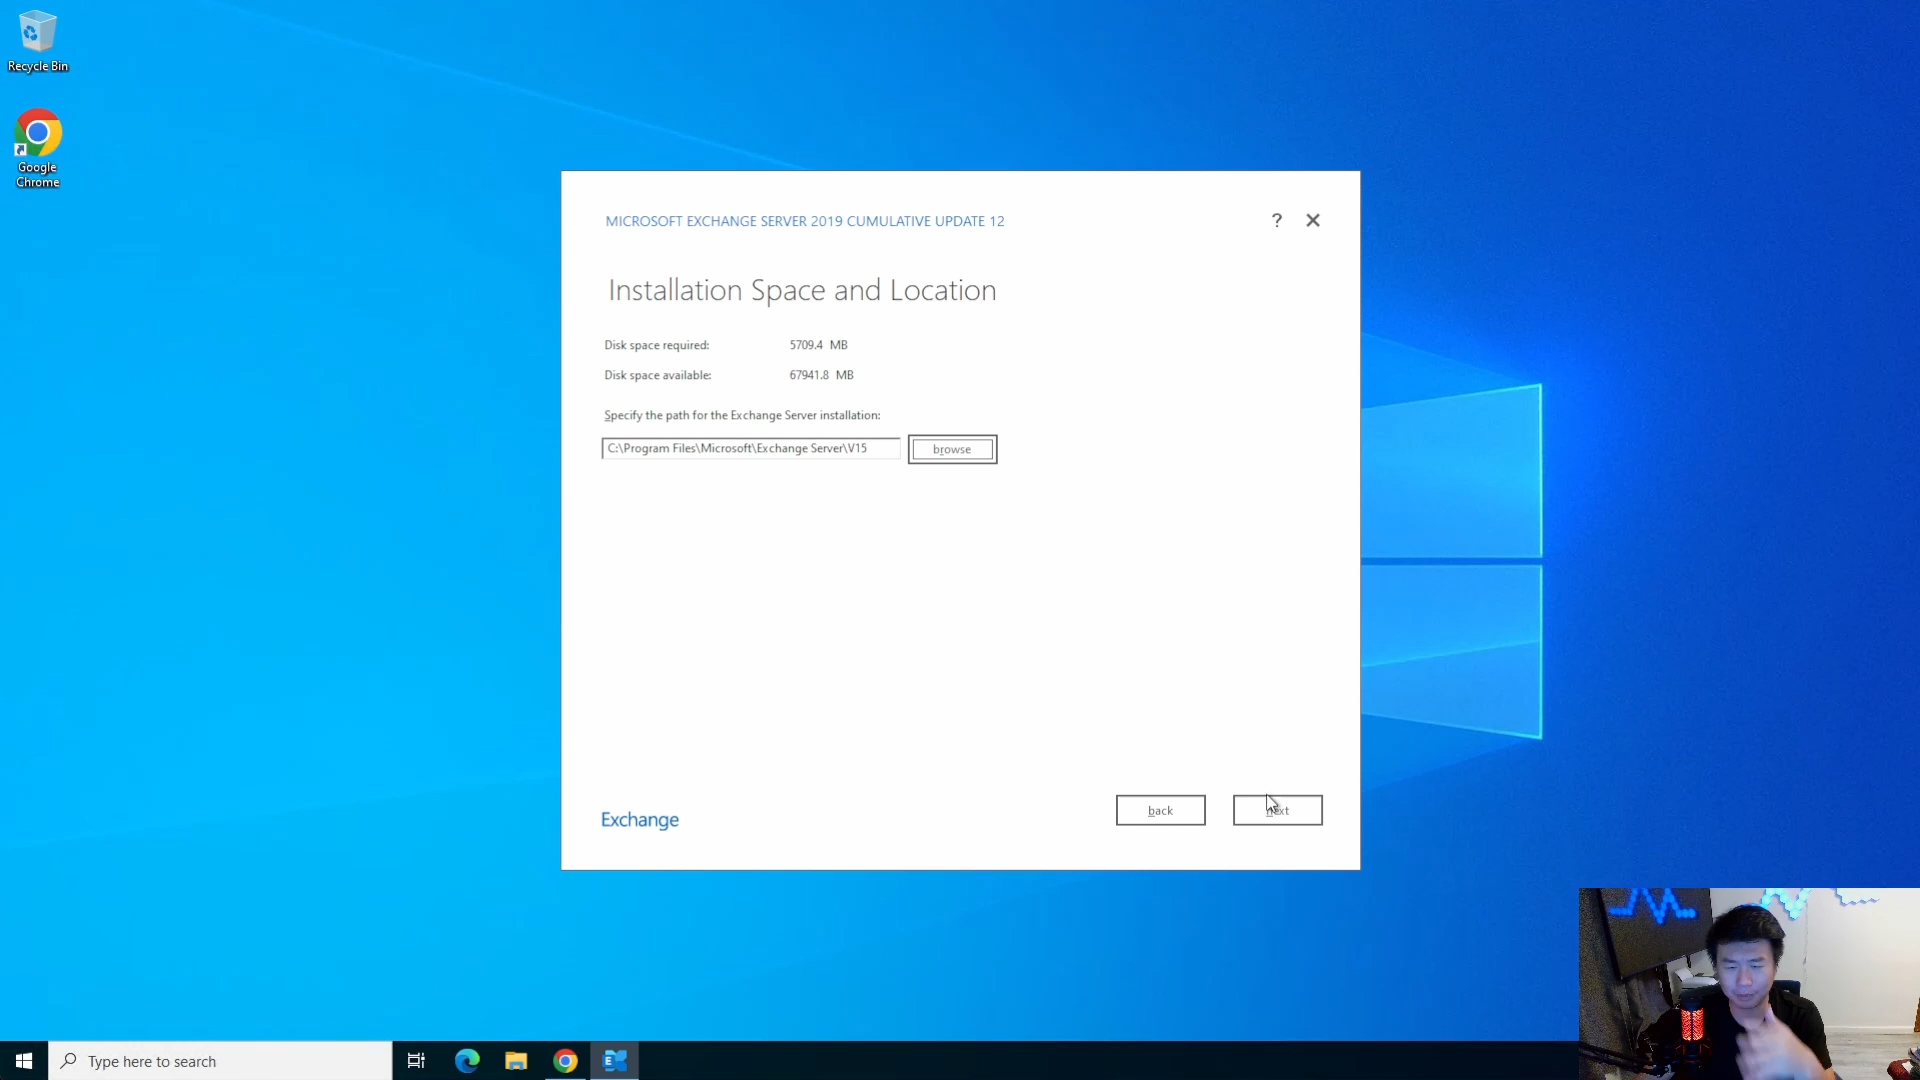 Recycle Bin
Google
Chrome
MICROSOFT EXCHANGE SERVER 2019 CUMULATIVE UPDATE 12
?
Installation Space and Location
Disk space required: 5709.4 MB
Disk space available: 67941.8 MB
Specify the path for the Exchange Server installation:
C:\Program Files\Microsoft\Exchange Server\V15
browse
Exchange
back
next
Type here to search